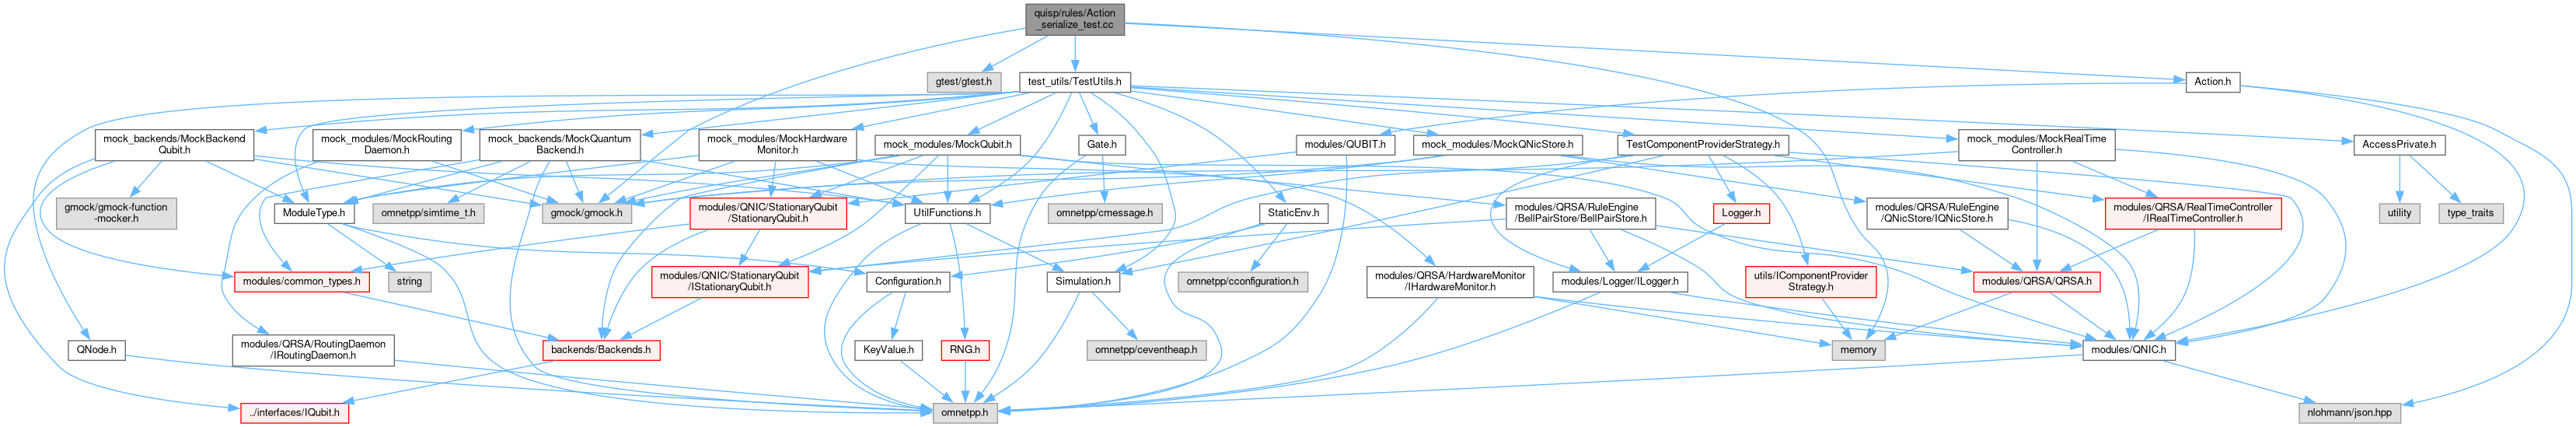 quisp/rules/Action
_serialize_test.cc
gtest/gtest.h
test_utils/TestUtils.h
Action.h
mock_backends/MockBackend
Qubit.h
mock_modules/MockRouting
Daemon.h
mock_backends/MockQuantum
Backend.h
mock_modules/MockHardware
Monitor.h
mock_modules/MockQubit.h
Gate.h
modules/QUBIT.h
mock_modules/MockQNicStore.h
TestComponentProviderStrategy.h
mock_modules/MockRealTime
Controller.h
AccessPrivate.h
gmock/gmock-function
-mocker.h
ModuleType.h
omnetpp/simtime_t.h
gmock/gmock.h
modules/QNIC/StationaryQubit
/StationaryQubit.h
UtilFunctions.h
omnetpp/cmessage.h
StaticEnv.h
modules/QRSA/RuleEngine
/BellPairStore/BellPairStore.h
Logger.h
modules/QRSA/RuleEngine
/QNicStore/IQNicStore.h
modules/QRSA/RealTimeController
/IRealTimeController.h
utility
type_traits
modules/common_types.h
string
modules/QNIC/StationaryQubit
/IStationaryQubit.h
Configuration.h
Simulation.h
omnetpp/cconfiguration.h
modules/QRSA/HardwareMonitor
/IHardwareMonitor.h
modules/Logger/ILogger.h
utils/IComponentProvider
Strategy.h
modules/QRSA/QRSA.h
QNode.h
modules/QRSA/RoutingDaemon
/IRoutingDaemon.h
backends/Backends.h
KeyValue.h
RNG.h
omnetpp/ceventheap.h
memory
modules/QNIC.h
../interfaces/IQubit.h
omnetpp.h
nlohmann/json.hpp